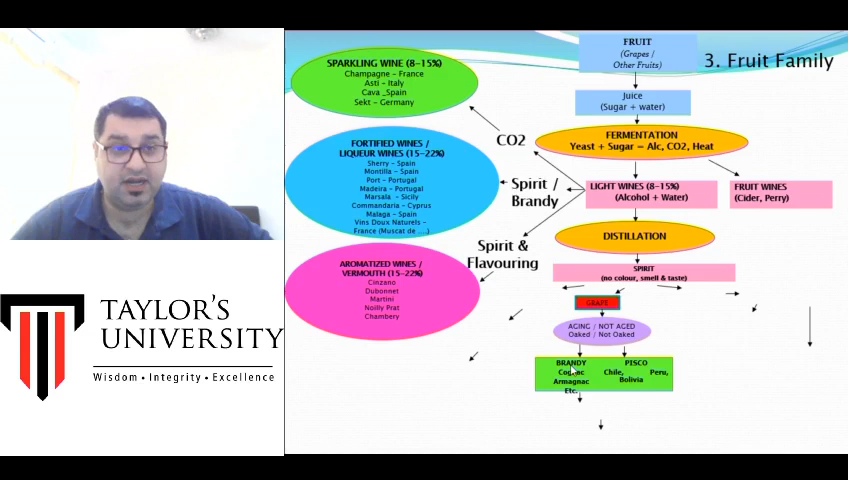 3. Fruit Family
FRUIT
(Grapes /
Other Fruits)
Juice
(Sugar + water)
FERMENTATION
Yeast + Sugar = Alc, CO2, Heat
SPARKLING WINE (8-15%)
Champagne - France
Asti - Italy
Cava _Spain
Sekt - Germany
CO2
FORTIFIED WINES /
LIQUEUR WINES (15-22%)
Sherry - Spain
Montilla - Spain
Port - Portugal
Madeira - Portugal
Marsala - Sicily
Commandaria - Cyprus
Malaga - Spain
Vins Doux Naturels -
France (Muscat de ....)
Spirit /
Brandy
LIGHT WINES (8-15%)
(Alcohol + Water)
FRUIT WINES
(Cider, Perry)
DISTILLATION
Spirit &
Flavouring
AROMATIZED WINES /
VERMOUTH (15-22%)
Cinzano
Dubonnet
Martini
Noilly Prat
Chambery
SPIRIT
(no colour, smell & taste)
GRAPE
AGING / NOT AGED
Oaked / Not Oaked
BRANDY
Cognac
Armagnac
Etc.
PISCO
Chile, Peru,
Bolivia
TAYLOR'S
UNIVERSITY
Wisdom • Integrity • Excellence